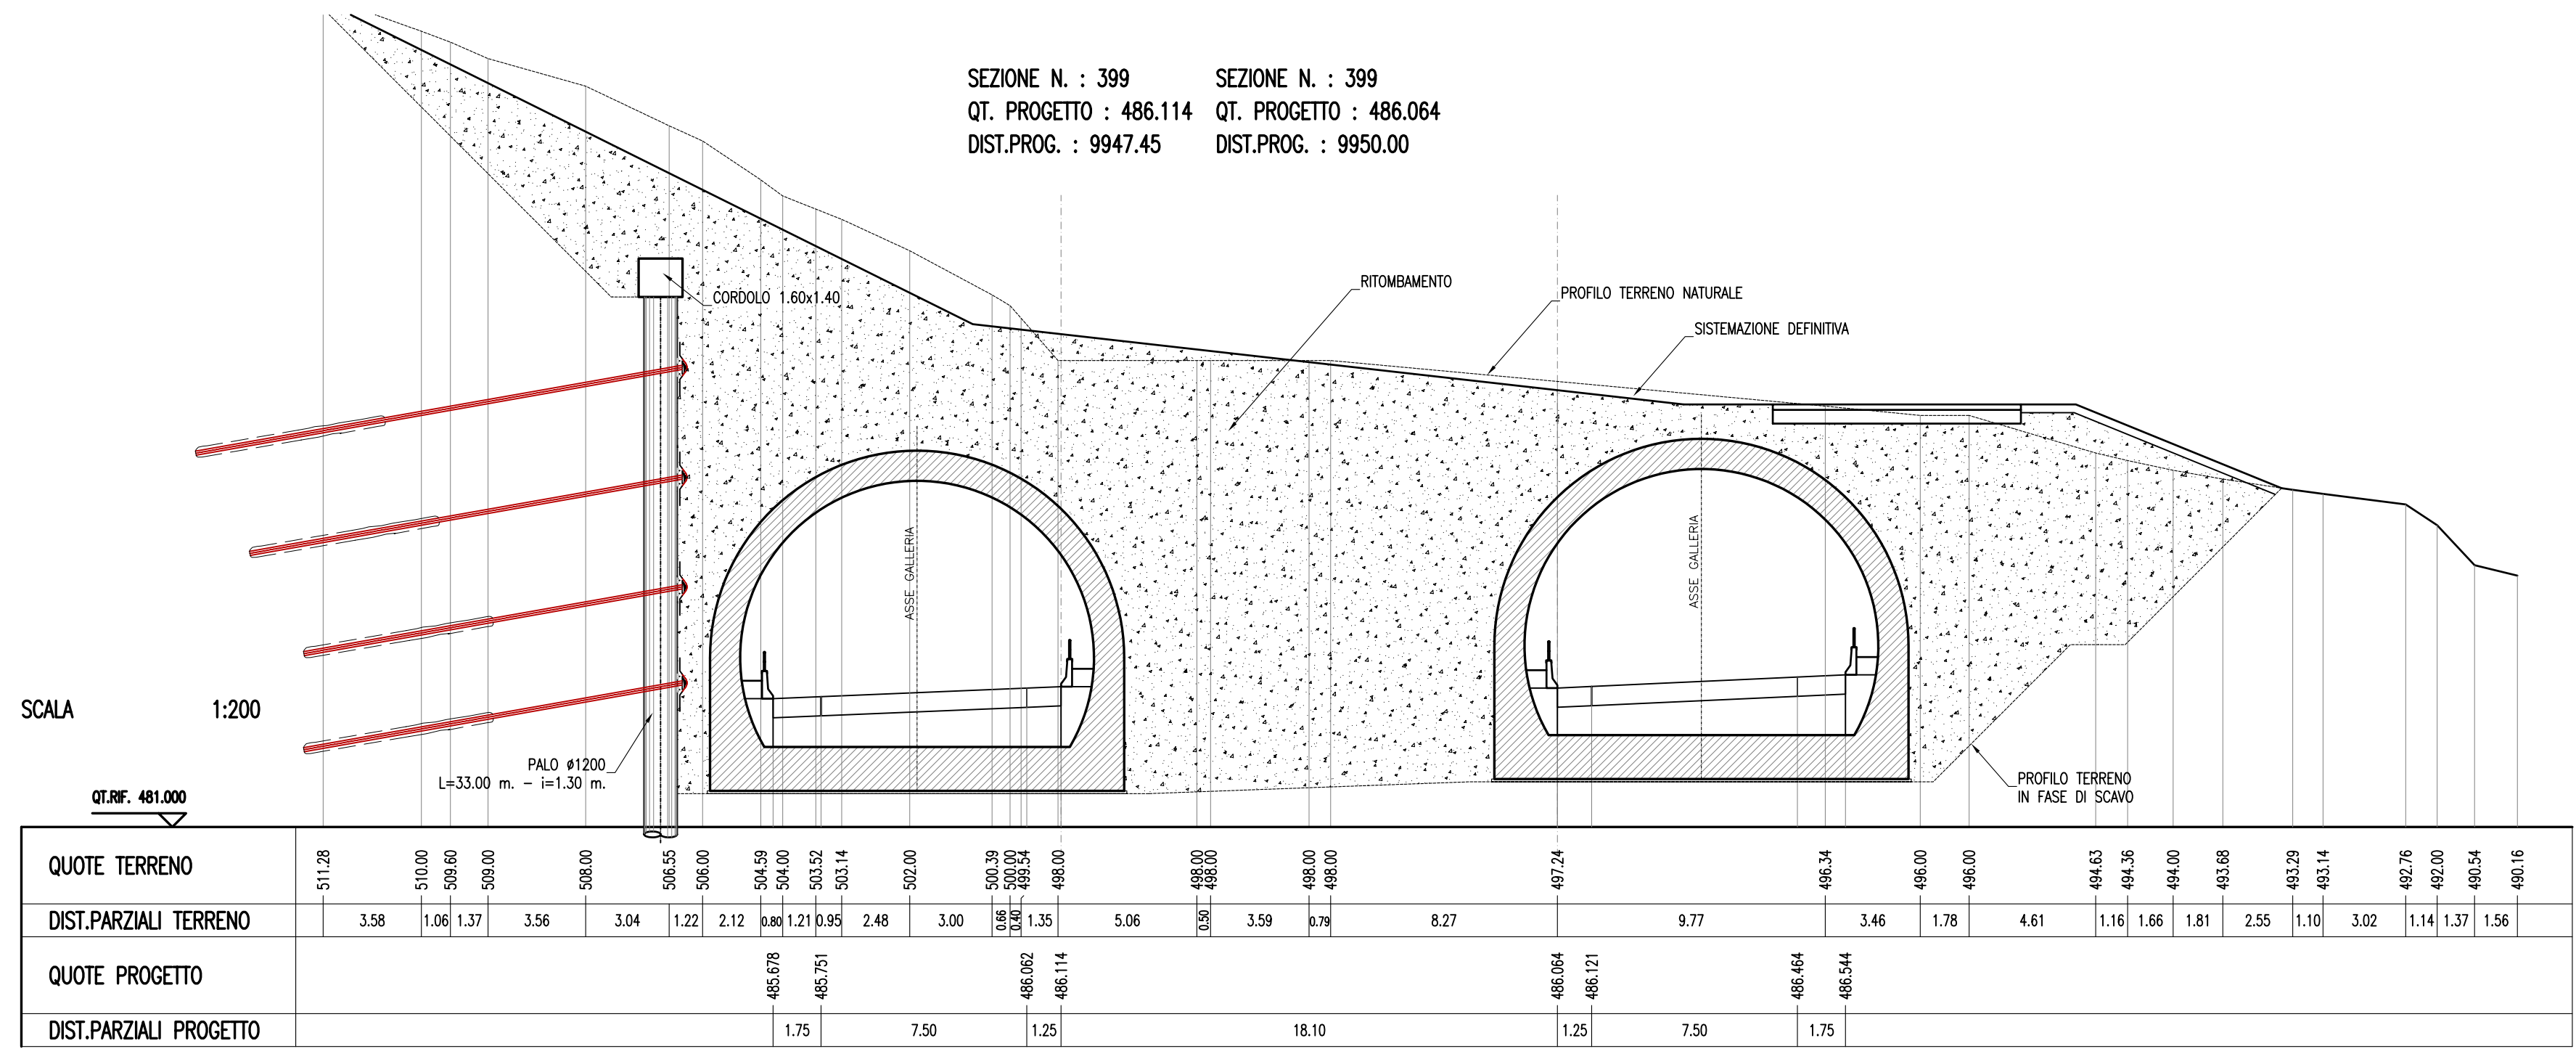 SEZIONE N. : 399 SEZIONE N. : 399
QT. PROGETTO : 486.114 QT. PROGETTO : 486.064
DIST.PROG. : 9947.45 DIST.PROG. : 9950.00
RITOMBAMENTO
PROFILO TERRENO NATURALE
CORDOLO 1.60x1.40
SISTEMAZIONE DEFINITIVA
ASSE GALLERIA
ASSE GALLERIA
SCALA 1:200
PALO ø1200
L=33.00 m. - i=1.30 m.
PROFILO TERRENO
IN FASE DI SCAVO
QT.RIF. 481.000
QUOTE TERRENO 511.28 510.00 509.60 509.00 508.00 506.55 506.00 504.59 504.00 503.52 503.14 502.00 500.39 500.00 499.54 498.00 498.00 498.00 498.00 498.00 497.24 496.34 496.00 496.00 494.63 494.36 494.00 493.68 493.29 493.14 492.76 492.00 490.54 490.16
DIST.PARZIALI TERRENO 3.58 1.06 1.37 3.56 3.04 1.22 2.12 0.80 1.21 0.95 2.48 3.00 0.66 0.40 1.35 5.06 0.50 3.59 0.79 8.27 9.77 3.46 1.78 4.61 1.16 1.66 1.81 2.55 1.10 3.02 1.14 1.37 1.56
QUOTE PROGETTO 485.678 485.751 486.062 486.114 486.064 486.121 486.464 486.544
DIST.PARZIALI PROGETTO 1.75 7.50 1.25 18.10 1.25 7.50 1.75